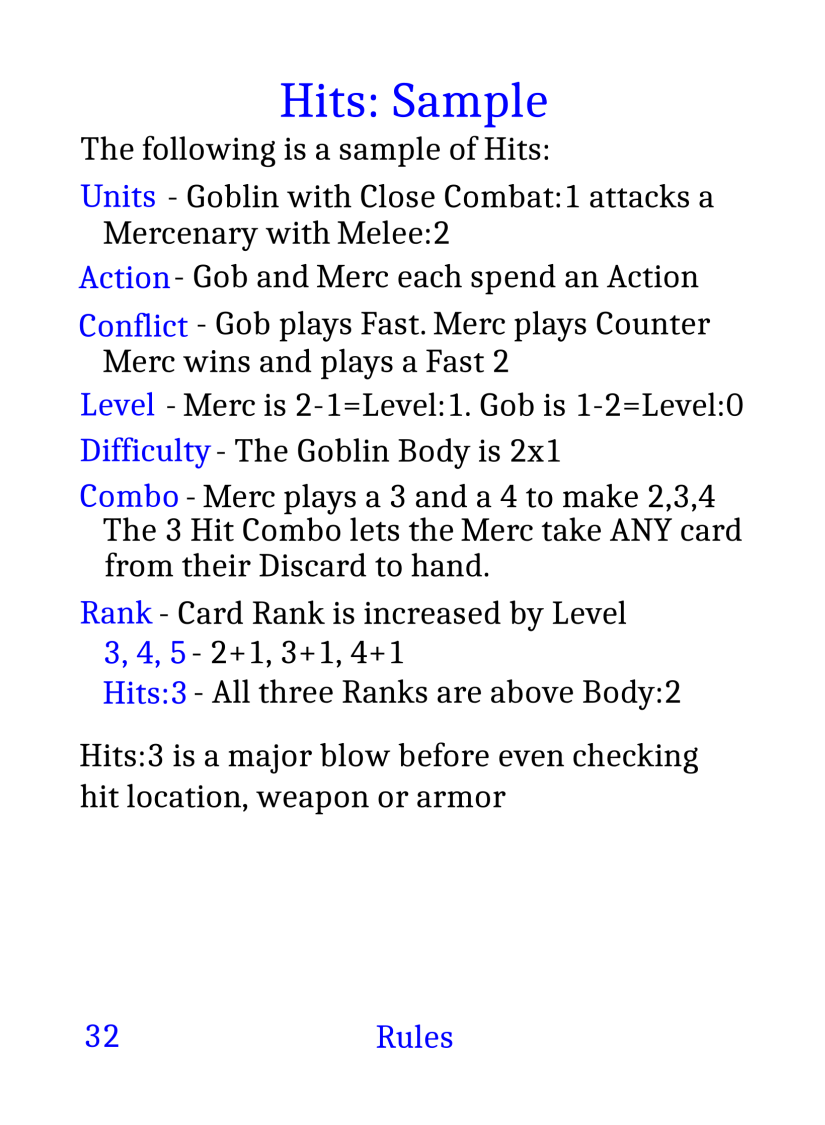 Hits: Sample
The following is a sample of Hits:
Units - Goblin with Close Combat:1 attacks a
Mercenary with Melee:2
Action - Gob and Merc each spend an Action
Conflict - Gob plays Fast. Merc plays Counter
Merc wins and plays a Fast 2
Level - Merc is 2-1=Level:1. Gob is 1-2=Level:0
Difficulty - The Goblin Body is 2x1
Combo - Merc plays a 3 and a 4 to make 2,3,4
The 3 Hit Combo lets the Merc take ANY card
from their Discard to hand.
Rank - Card Rank is increased by Level
3, 4, 5 - 2+1, 3+1, 4+1
Hits:3 - All three Ranks are above Body:2
Hits:3 is a major blow before even checking
hit location, weapon or armor
32 Rules